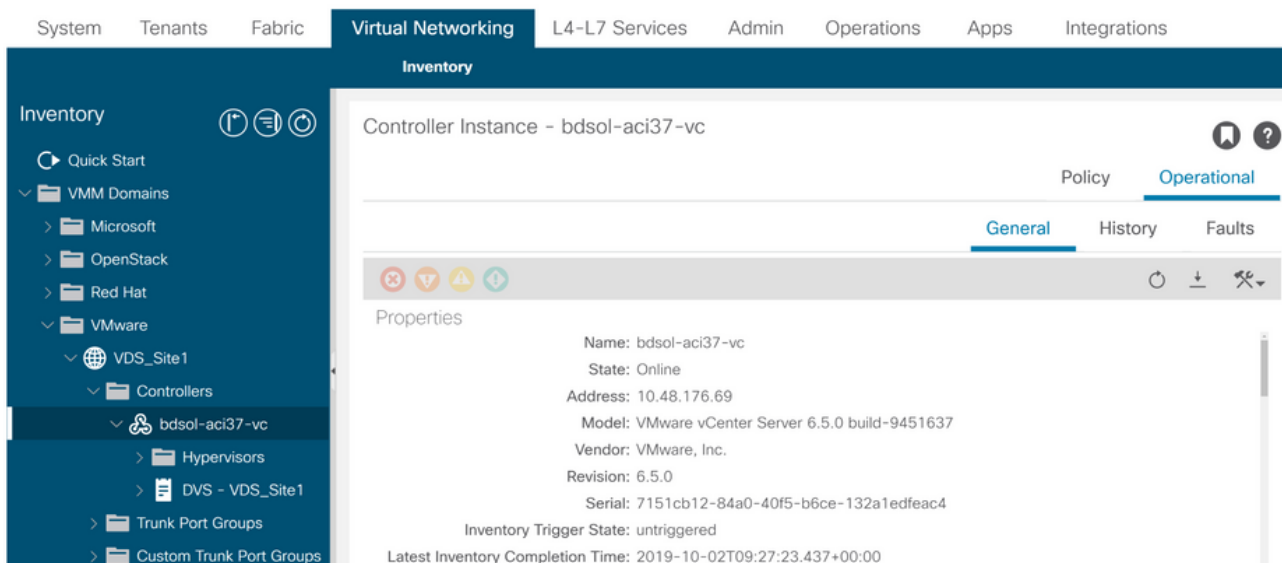 System Tenants Fabric Virtual Networking L4-L7 Services Admin Operations Apps Integrations
Inventory
Inventory
Quick Start
VMM Domains
Microsoft
OpenStack
Red Hat
VMware
VDS_Site1
Controllers
bdsol-aci37-vc
Hypervisors
DVS - VDS_Site1
Trunk Port Groups
Custom Trunk Port Groups
Controller Instance - bdsol-aci37-vc
Policy Operational
General History Faults
Properties
Name: bdsol-aci37-vc
State: Online
Address: 10.48.176.69
Model: VMware vCenter Server 6.5.0 build-9451637
Vendor: VMware, Inc.
Revision: 6.5.0
Serial: 7151cb12-84a0-40f5-b6ce-132a1edfeac4
Inventory Trigger State: untriggered
Latest Inventory Completion Time: 2019-10-02T09:27:23.437+00:00